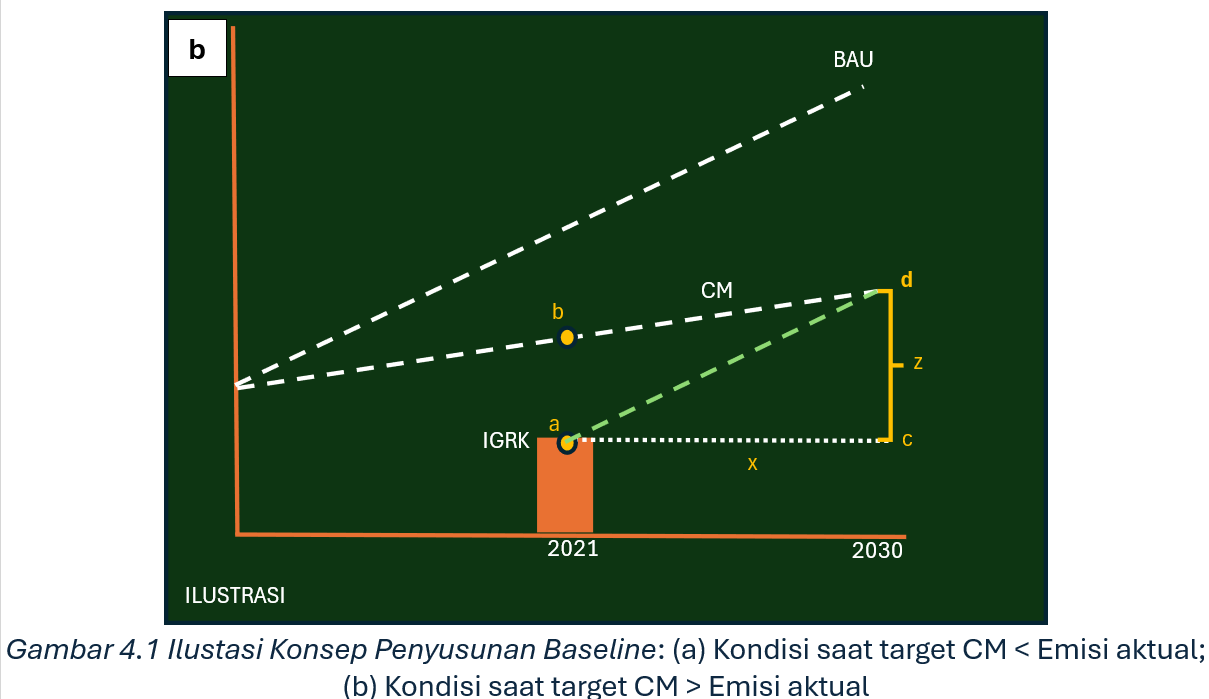 b
BAU
d
CM
b
z
a
IGRK
c
x
2021
2030
ILUSTRASI
Gambar 4.1 Ilustasi Konsep Penyusunan Baseline: (a) Kondisi saat target CM < Emisi aktual;
(b) Kondisi saat target CM > Emisi aktual